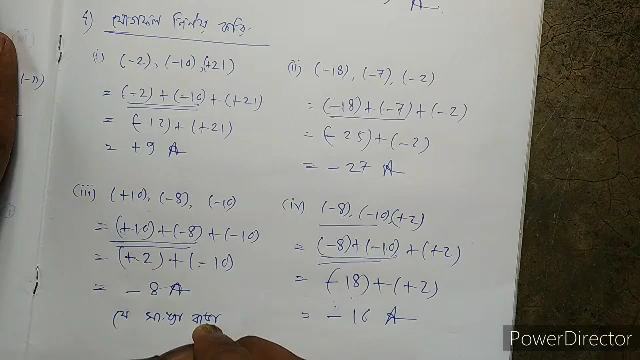 যোগফল নির্ণয় করি:
i) (-2), (-10), (+21)
= (-2) + (-10) + (+21)
= (-12) + (+21)
= +9 A
ii) (-18), (-7), (-2)
= (-18) + (-7) + (-2)
= (-25) + (-2)
= -27 A
(iii) (+10), (-8), (-10)
= (+10) + (-8) + (-10)
= (+2) + (-10)
= -8 A
যে সংখ্যা
(iv) (-8), (-10) (+2)
= (-8) + (-10) + (+2)
= (-18) + (+2)
= -16 A
PowerDirector